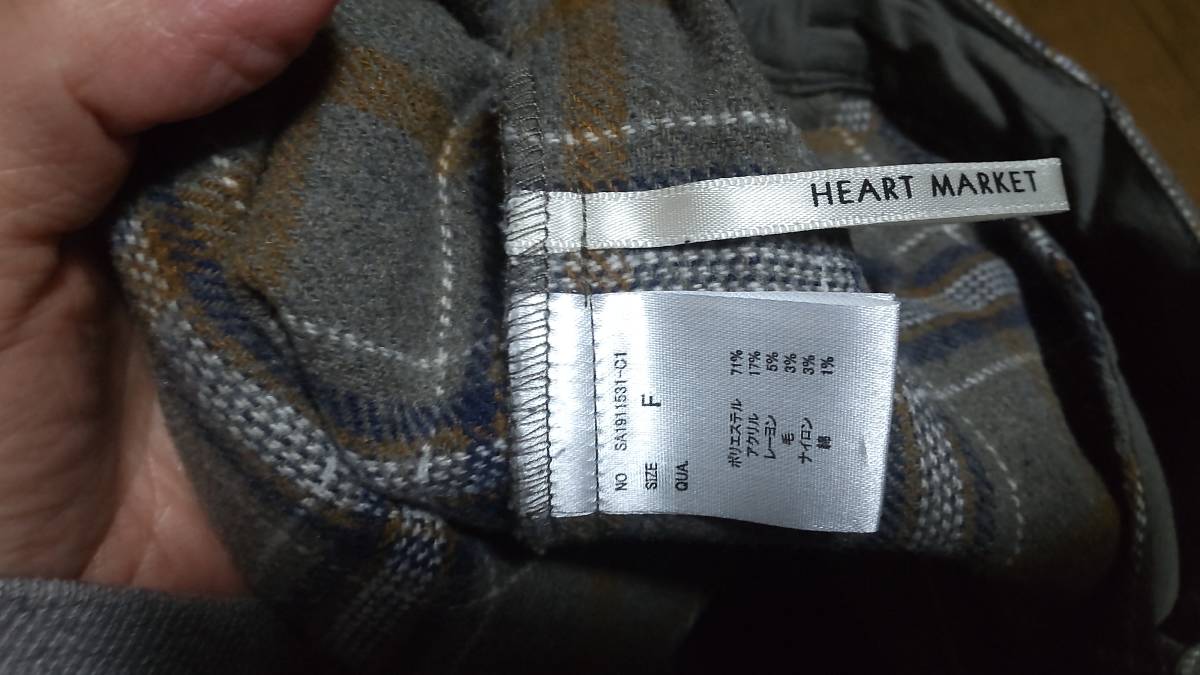 HEART MARKET
NO SA1911531-C1
SIZE F
QUA.
ポリエステル 71%
アクリル 17%
レーヨン 5%
毛 3%
ナイロン 3%
綿 1%